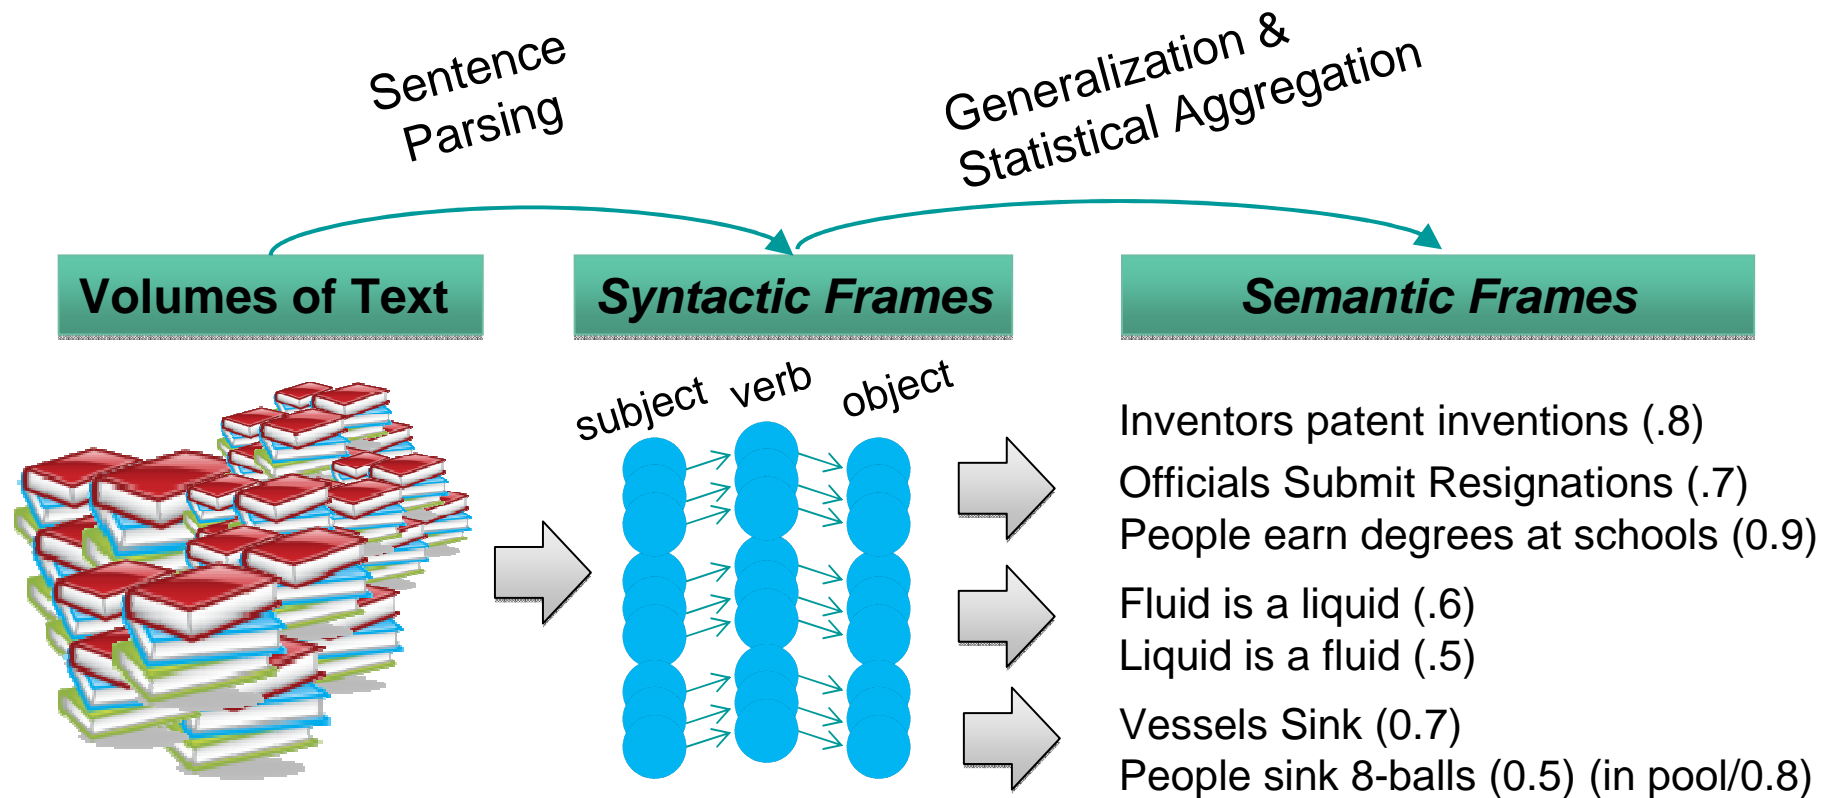 Sentence
Parsing
Generalization &
Statistical Aggregation
Volumes of Text
Syntactic Frames
Semantic Frames
subject verb object
Inventors patent inventions (.8)
Officials Submit Resignations (.7)
People earn degrees at schools (0.9)
Fluid is a liquid (.6)
Liquid is a fluid (.5)
Vessels Sink (0.7)
People sink 8-balls (0.5) (in pool/0.8)